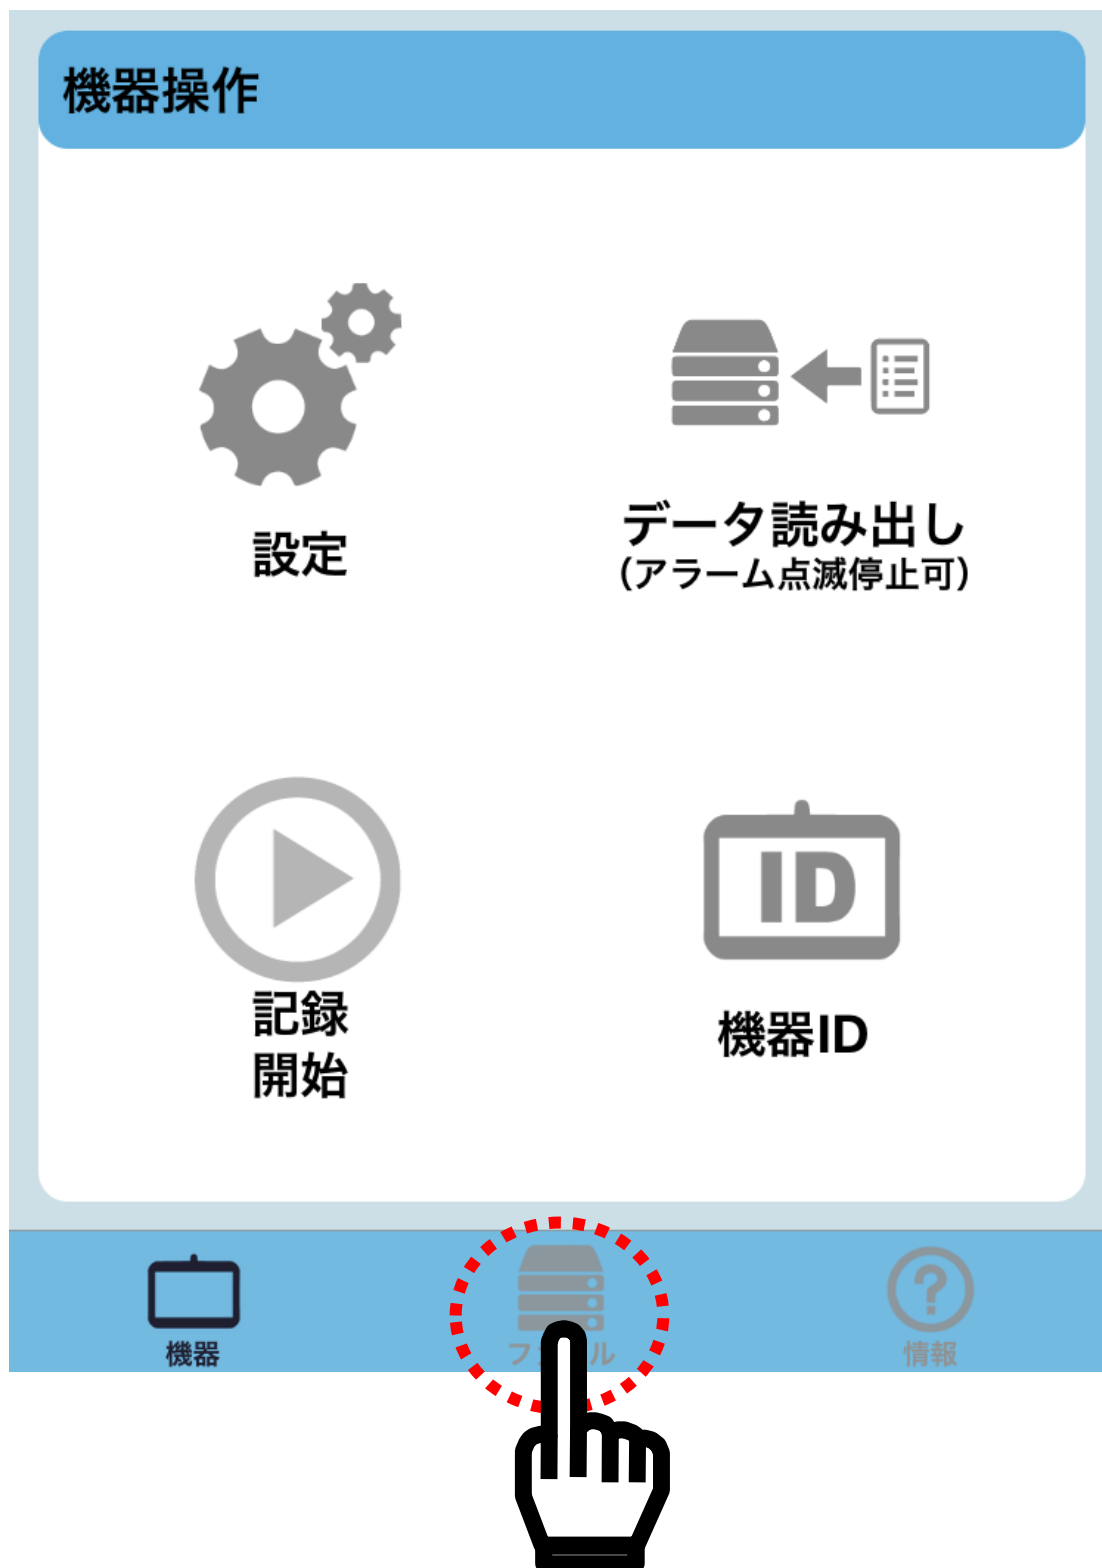 機器操作
設定
データ読み出し
(アラーム点滅停止可)
記録
開始
ID
機器ID
機器
?
情報